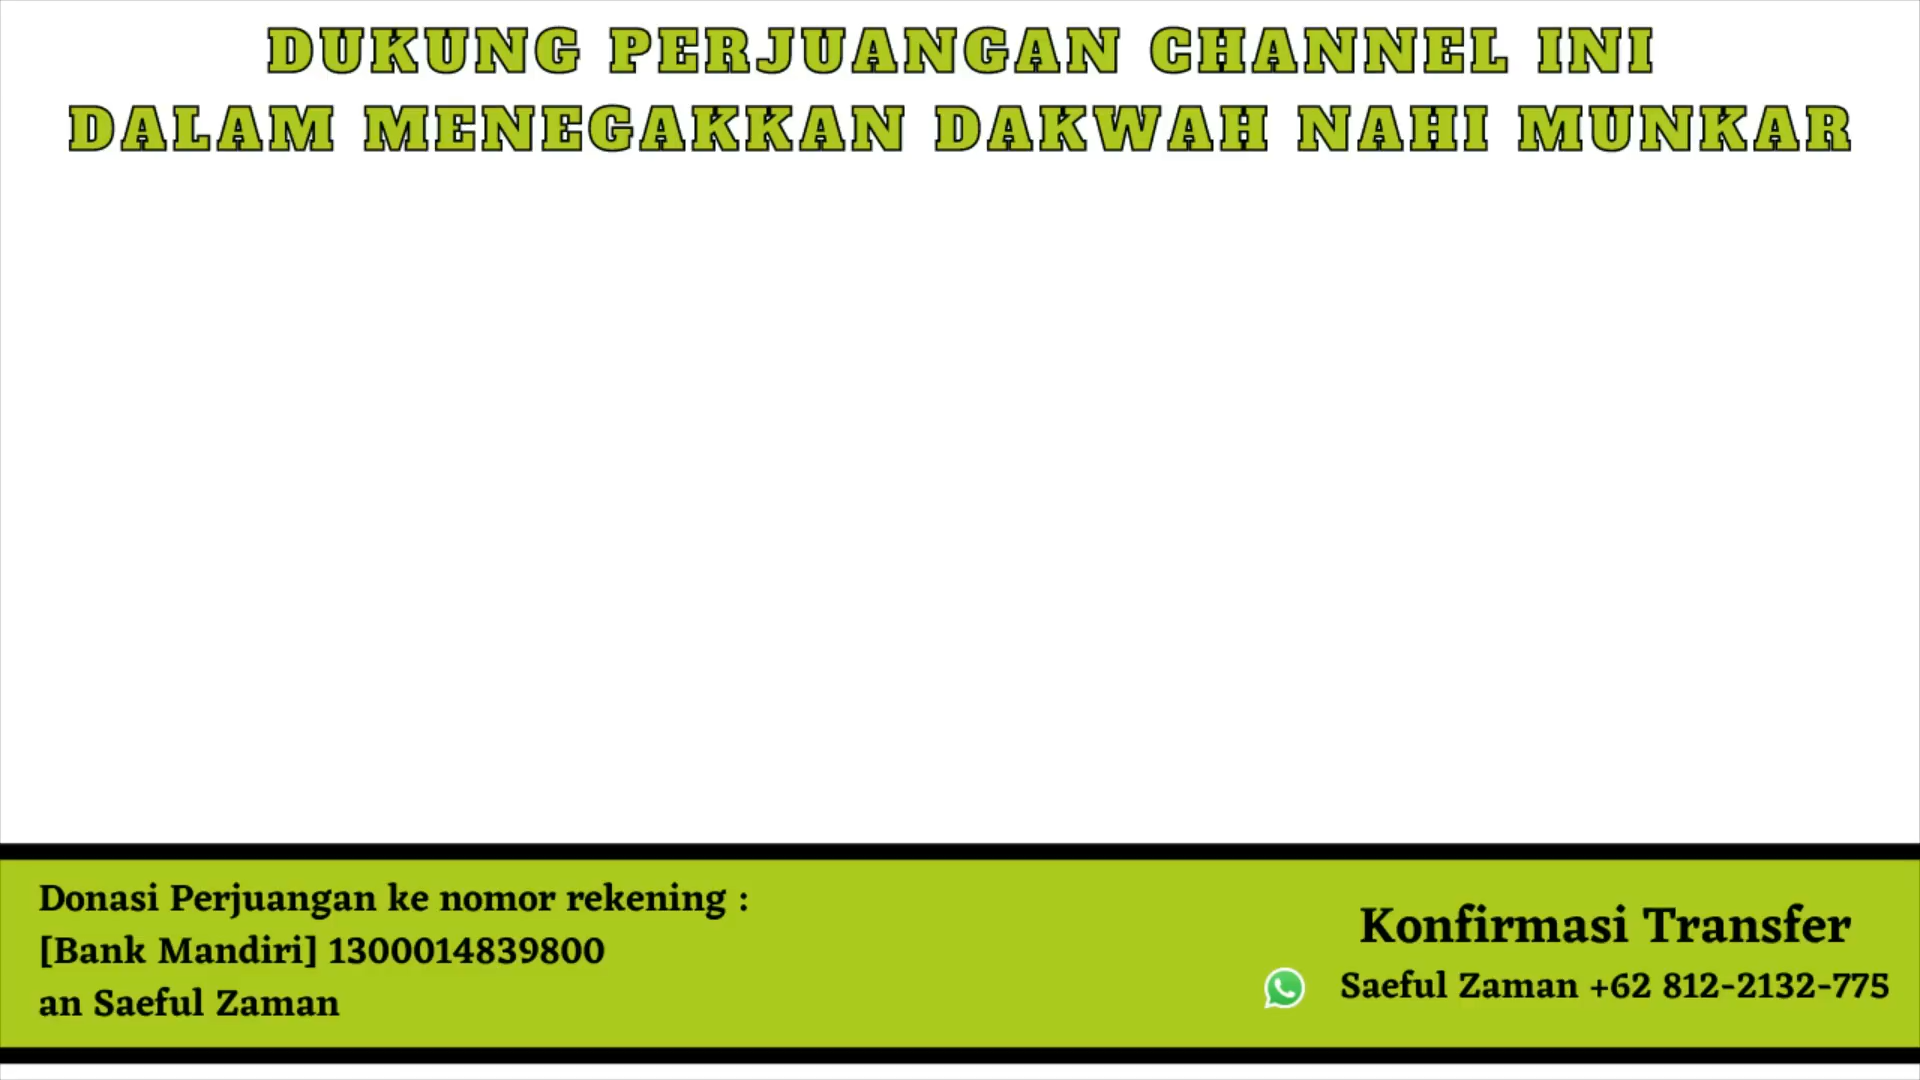 DUKUNG PERJUANGAN CHANNEL INI
DALAM MENEGAKKAN DAKWAH NAHI MUNKAR
Donasi Perjuangan ke nomor rekening :
[Bank Mandiri] 1300014839800
an Saeful Zaman
Konfirmasi Transfer
Saeful Zaman +62 812-2132-775